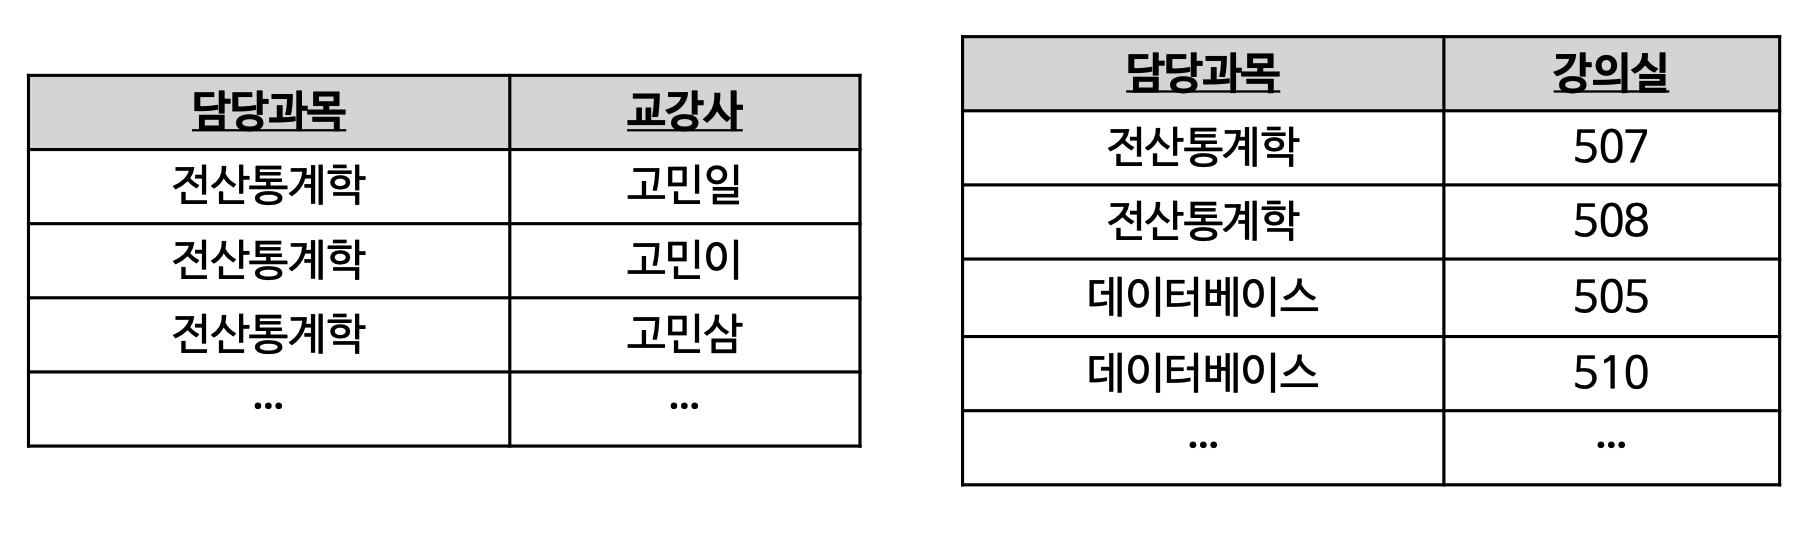 담당과목 교강사
전산통계학 고민일
전산통계학 고민이
전산통계학 고민삼
... ...
담당과목 강의실
전산통계학 507
전산통계학 508
데이터베이스 505
데이터베이스 510
... ...